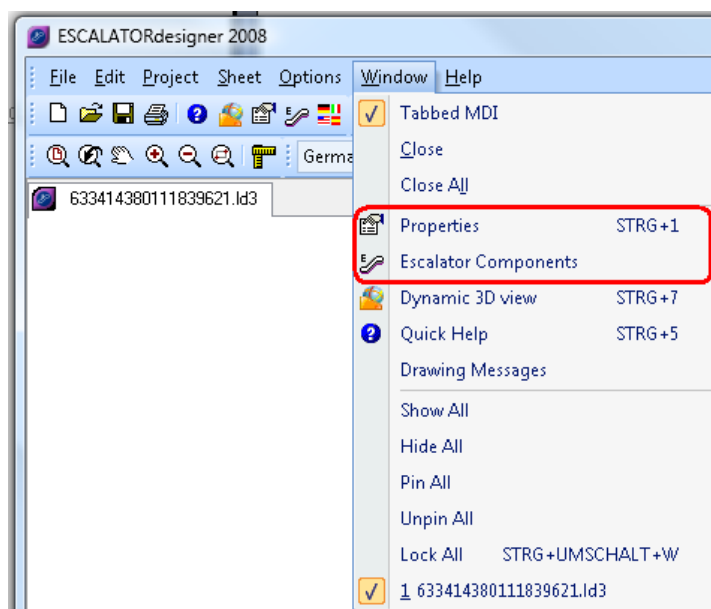 ESCALATORdesigner 2008
File Edit Project Sheet Options Window Help
Tabbed MDI
Germa
Close
633414380111839621.ld3
Close All
Properties STRG+1
Escalator Components
Dynamic 3D view STRG+7
Quick Help STRG+5
Drawing Messages
Show All
Hide All
Pin All
Unpin All
Lock All STRG+UMSCHALT+W
1 633414380111839621.ld3